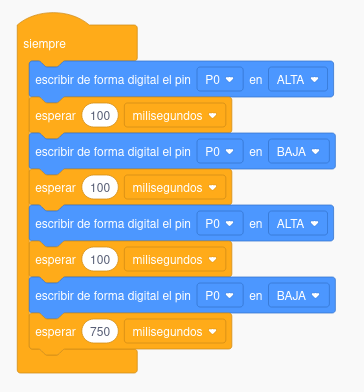 siempre
escribir de forma digital el pin P0 en ALTA
esperar 100 milisegundos
escribir de forma digital el pin P0 en BAJA
esperar 100 milisegundos
escribir de forma digital el pin P0 en ALTA
esperar 100 milisegundos
escribir de forma digital el pin P0 en BAJA
esperar 750 milisegundos